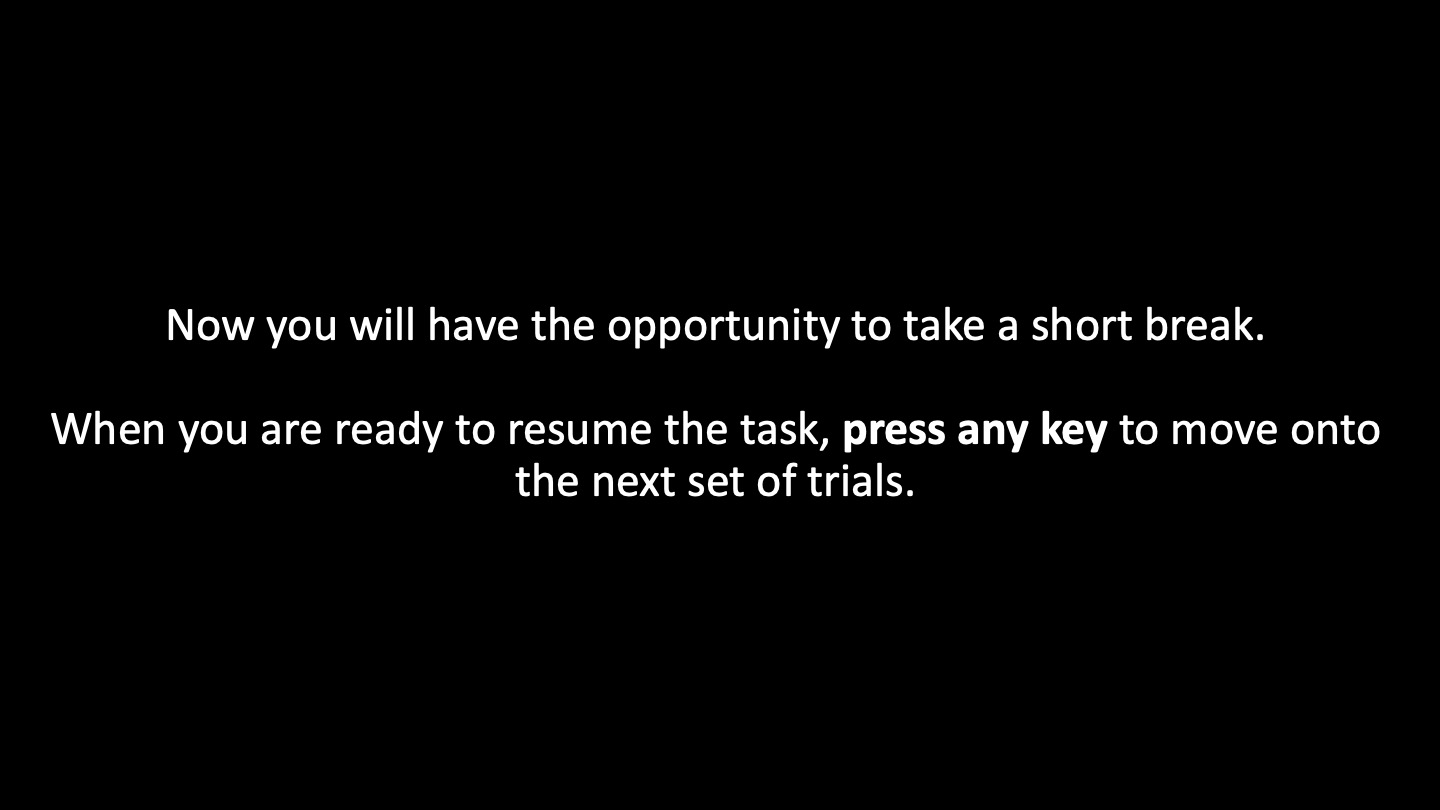 Now you will have the opportunity to take a short break.
When you are ready to resume the task, press any key to move onto
the next set of trials.